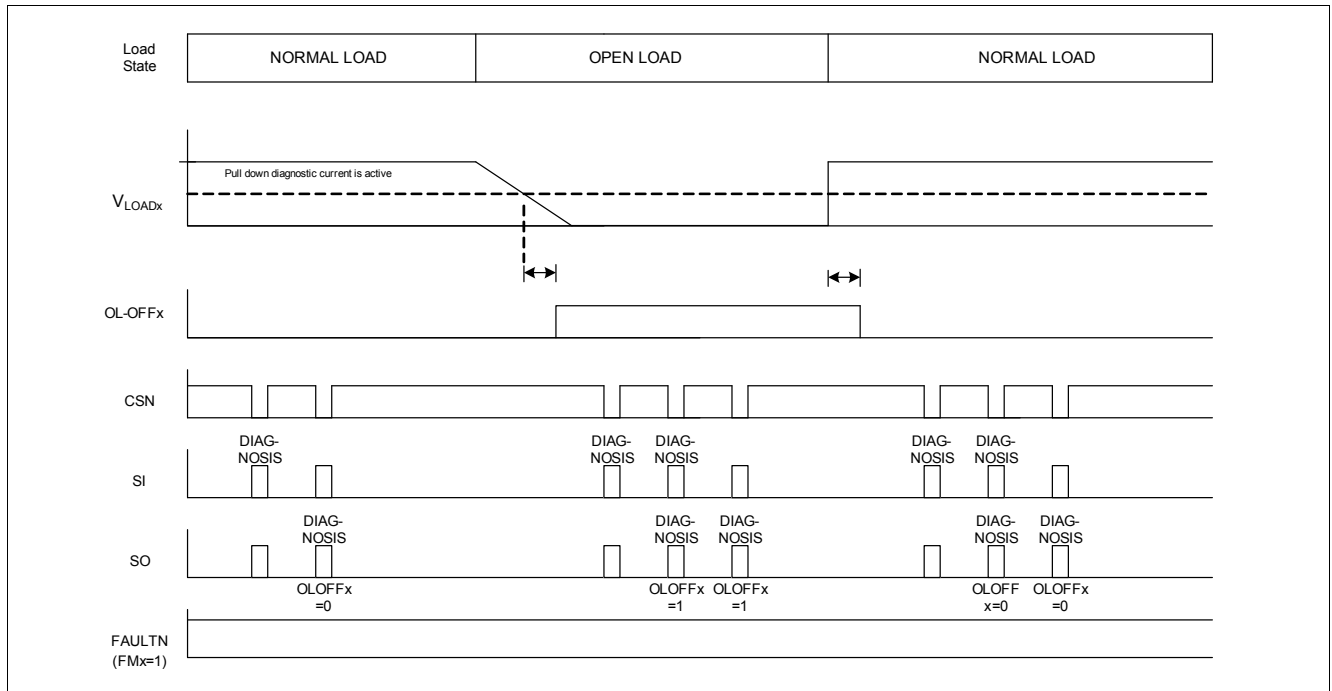 Load
State
NORMAL LOAD
OPEN LOAD
NORMAL LOAD
Pull down diagnostic current is active
VLOADx
OL-OFFx
CSN
DIAG-
NOSIS
DIAG-
NOSIS
DIAG-
NOSIS
DIAG-
NOSIS
DIAG-
NOSIS
SI
DIAG-
NOSIS
DIAG-
NOSIS
DIAG-
NOSIS
DIAG-
NOSIS
DIAG-
NOSIS
SO
OLOFFx
=0
OLOFFx
=1
OLOFFx
=1
OLOFF
x=0
OLOFFx
=0
FAULTN
(FMx=1)